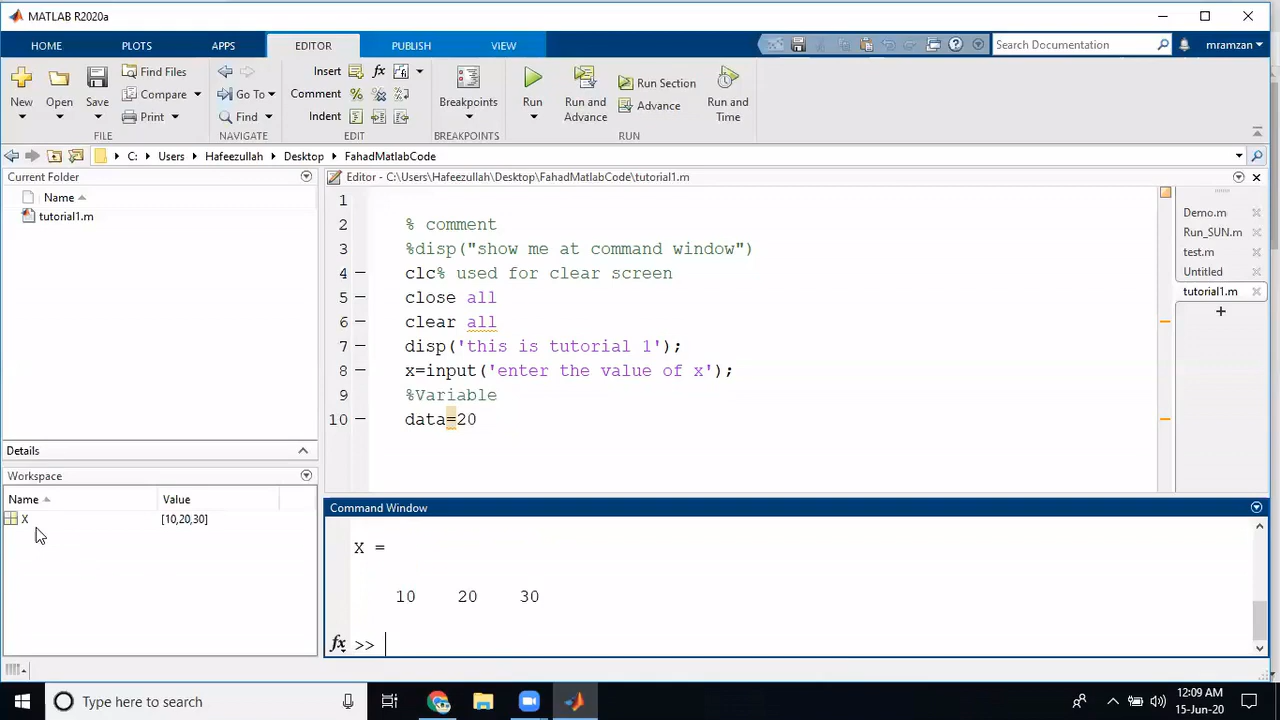 MATLAB R2020a
HOME PLOTS APPS EDITOR PUBLISH VIEW
Search Documentation
mramzan
New
Open
Save
Find Files
Compare
Print
FILE
Go To
Find
NAVIGATE
Insert
Comment
Indent
EDIT
Breakpoints
BREAKPOINTS
Run
Run and Advance
Run Section
Advance
Run and Time
RUN
C: Users Hafeezullah Desktop FahadMatlabCode
Current Folder
Name
tutorial1.m
Details
Workspace
Name Value
X [10,20,30]
Editor - C:\Users\Hafeezullah\Desktop\FahadMatlabCode\tutorial1.m
1
2 % comment
3 %disp("show me at command window")
4 clc% used for clear screen
5 close all
6 clear all
7 disp('this is tutorial 1');
8 x=input('enter the value of x');
9 %Variable
10 data=20
Demo.m
Run_SUN.m
test.m
Untitled
tutorial1.m
Command Window
X =
10 20 30
fx >>
Type here to search
12:09 AM
15-Jun-20